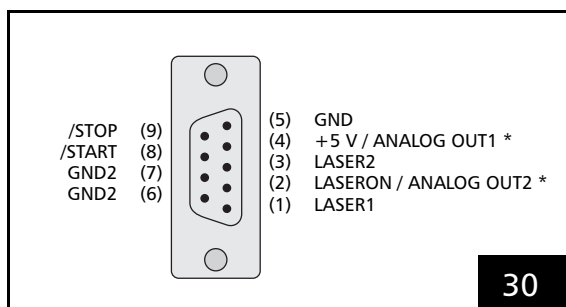 /STOP (9)
/START (8)
GND2 (7)
GND2 (6)
(5) GND
(4) +5 V / ANALOG OUT1 *
(3) LASER2
(2) LASERON / ANALOG OUT2 *
(1) LASER1
30